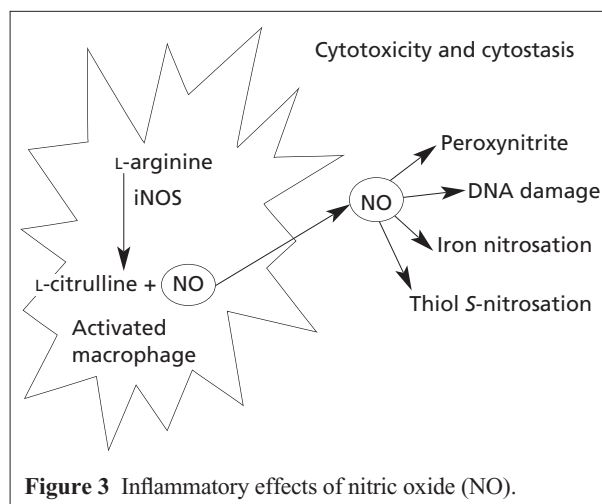 Cytotoxicity and cytostasis
L-arginine
iNOS
L-citrulline + NO
Activated
macrophage
NO
Peroxynitrite
DNA damage
Iron nitrosation
Thiol S-nitrosation
Figure 3 Inflammatory effects of nitric oxide (NO).